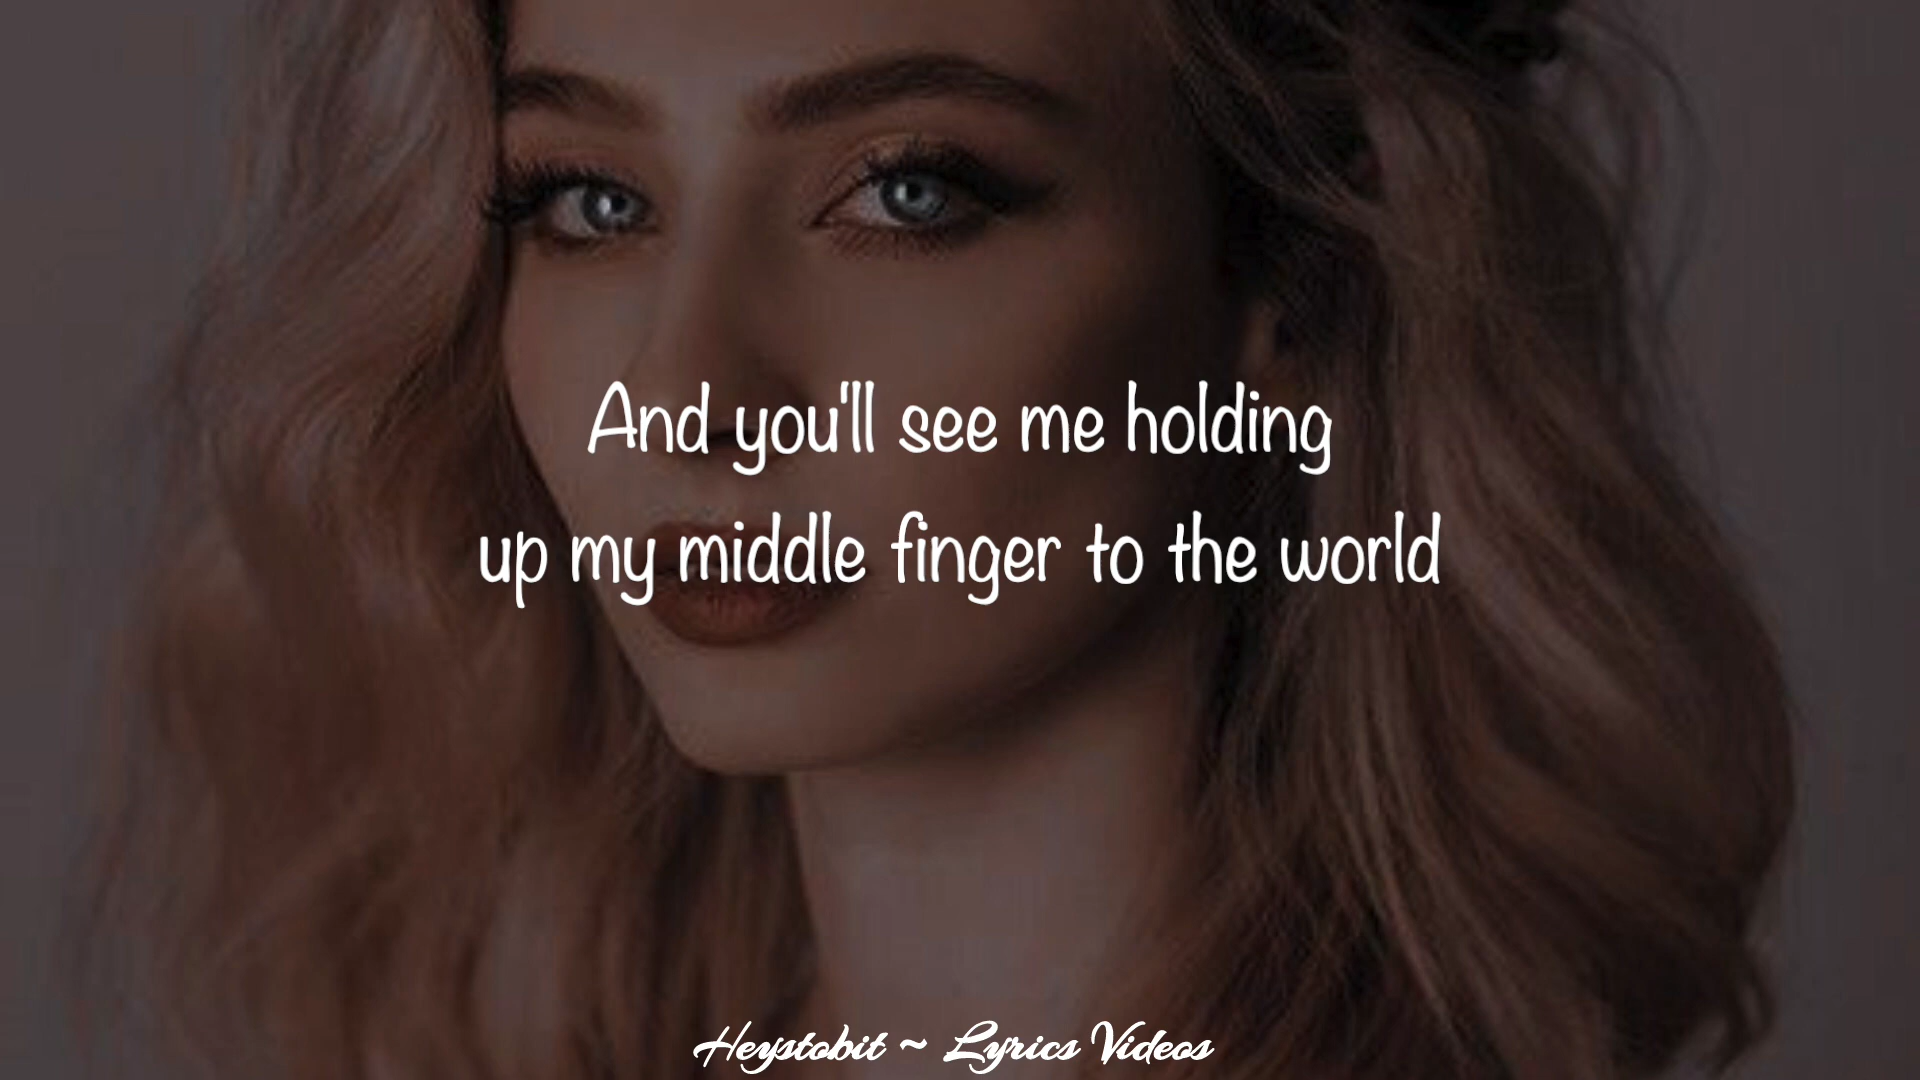 And you'll see me holding
up my middle finger to the world
Heystobit ~ Lyrics Videos